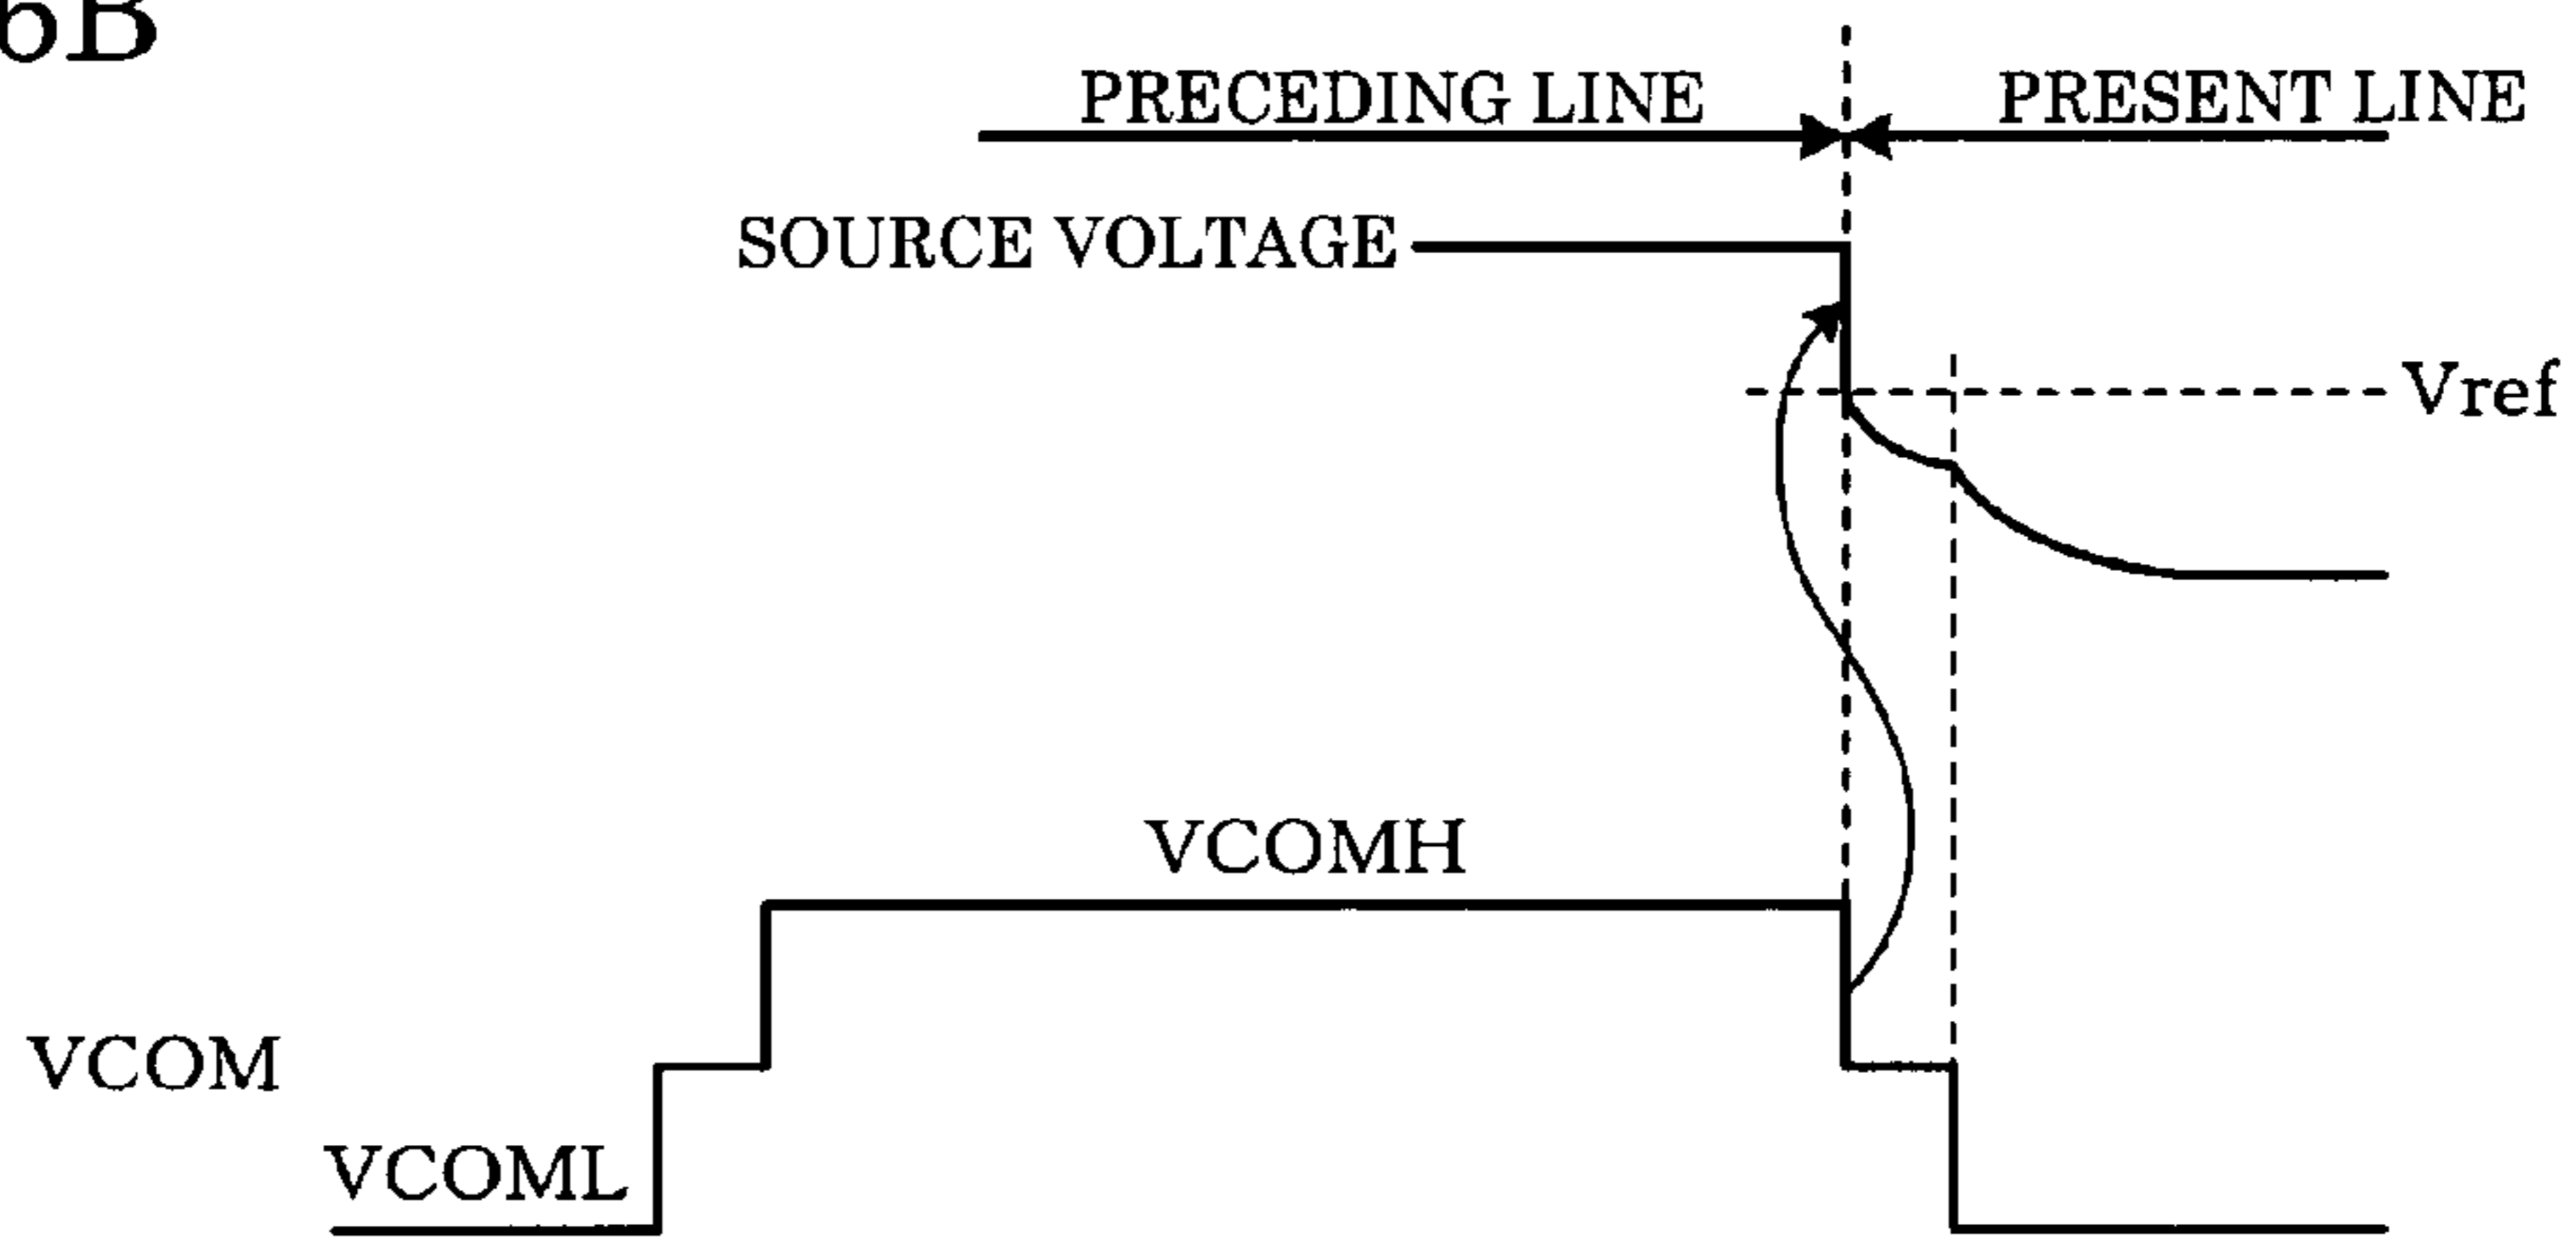 6B
PRECEDING LINE
PRESENT LINE
SOURCE VOLTAGE
Vref
VCOMH
VCOM
VCOML